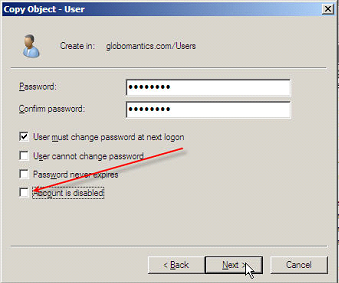 Copy Object - User
Create in: globomantics.com/Users
Password: ••••••••
Confirm password: ••••••••
User must change password at next logon
User cannot change password
Password never expires
Account is disabled
< Back Next > Cancel